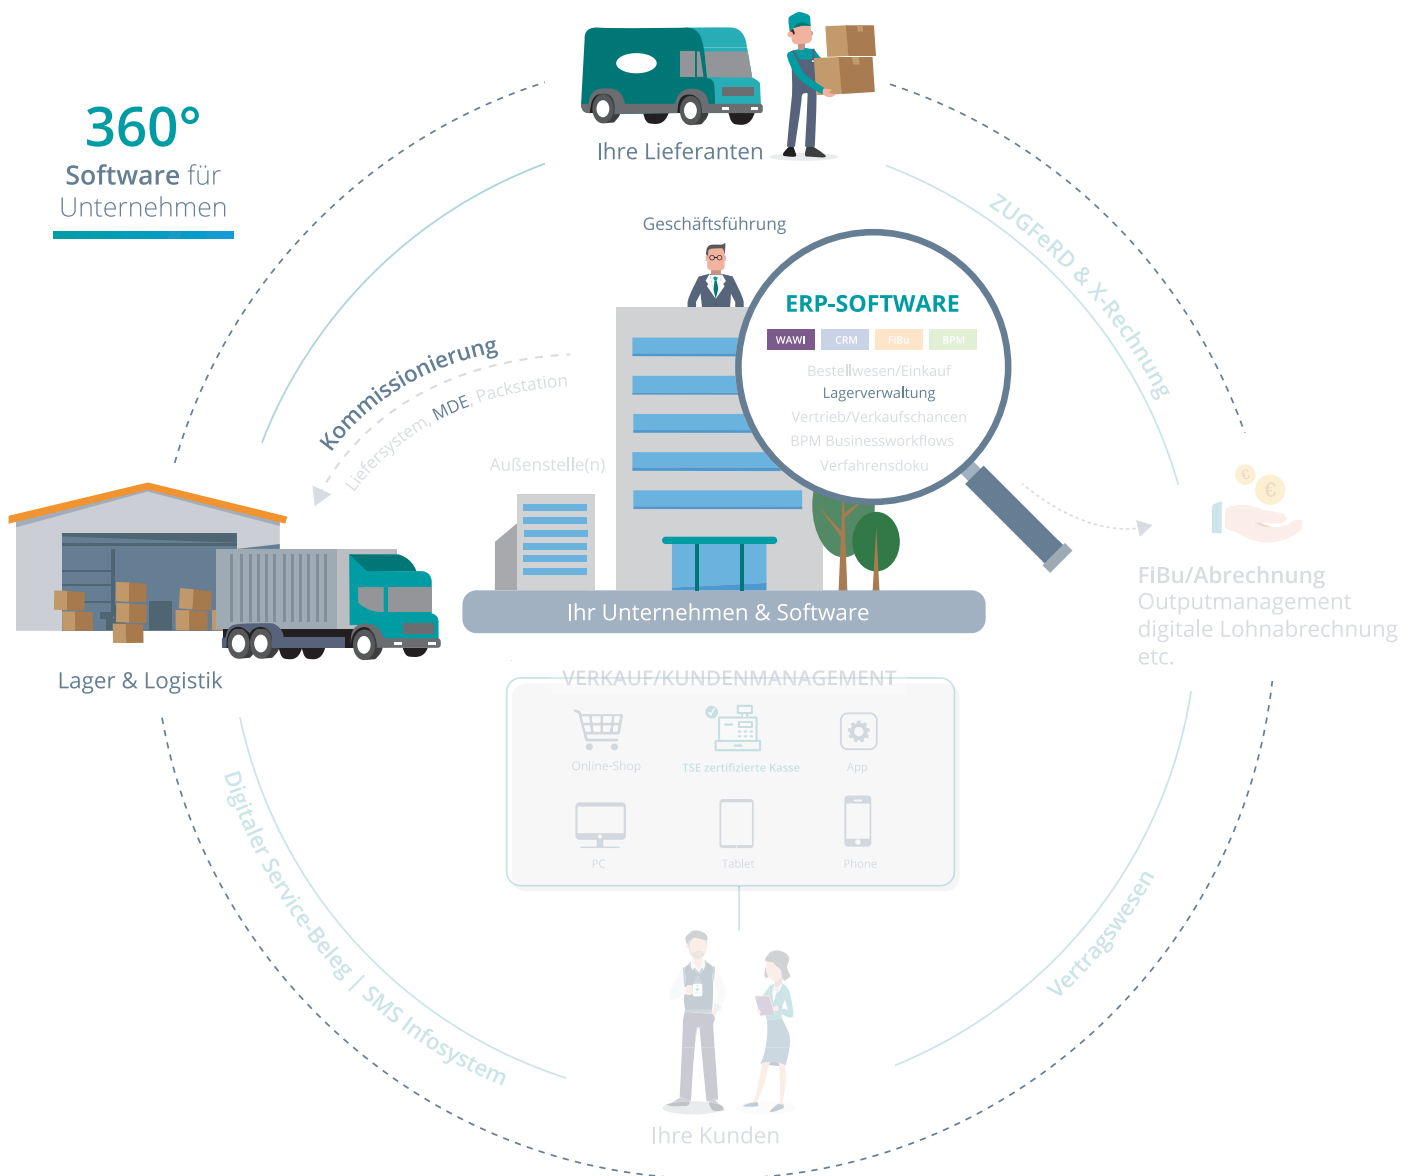 360°
Software für
Unternehmen
Ihre Lieferanten
Geschäftsführung
ZUGFeRD & X-Rechnung
ERP-SOFTWARE
WAWI CRM FIBu BPM
Bestellwesen/Einkauf
Lagerverwaltung
Vertrieb/Verkaufschancen
BPM Businessworkflows
Verfahrensdoku
Kommissionierung
Liefersystem, MDE, Packstation
Außenstelle(n)
Ihr Unternehmen & Software
€ €
FiBu/Abrechnung
Outputmanagement
digitale Lohnabrechnung
etc.
Lager & Logistik
VERKAUF/KUNDENMANAGEMENT
Online-Shop TSE zertifizierte Kasse App
PC Tablet Phone
Digitaler Service-Beleg | SMS Infosystem
Vertragswesen
Ihre Kunden